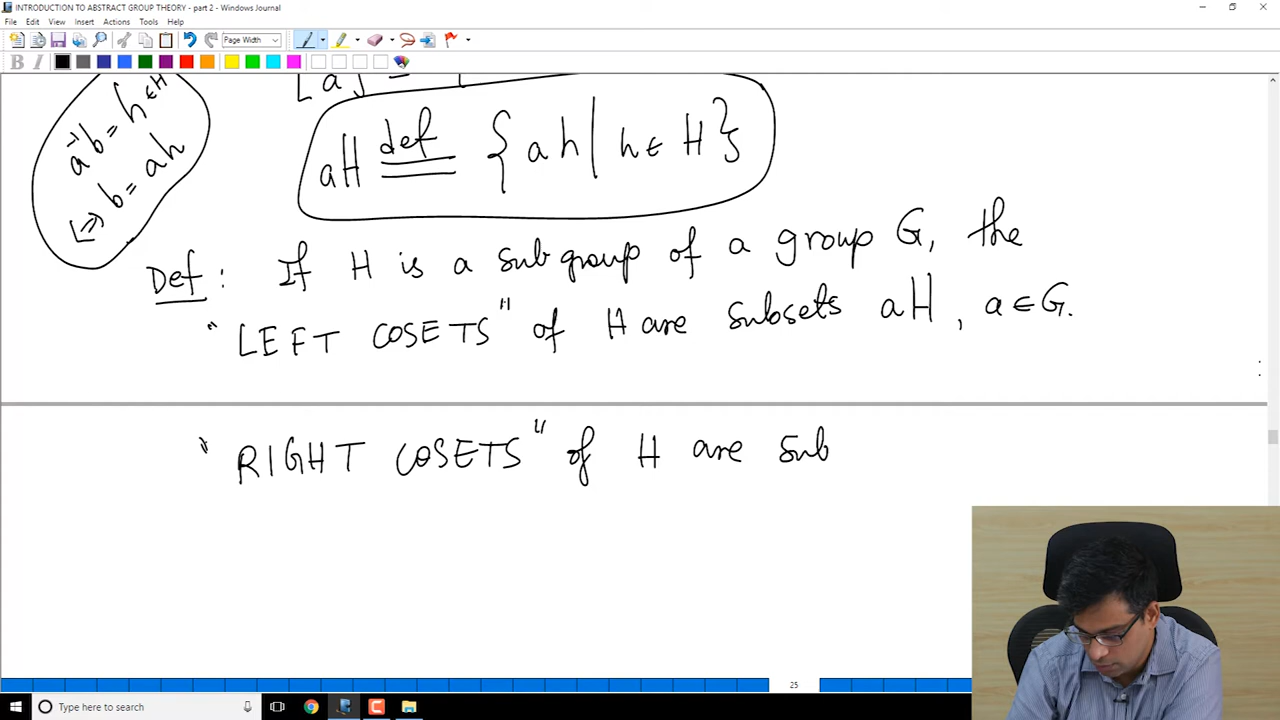 INTRODUCTION TO ABSTRACT GROUP THEORY - part 2 - Windows Journal
File Edit View Insert Actions Tools Help
Page Width
B I
[a] =
a⁻¹b = h ∈ H
⟺ b = ah
aH def { ah | h ∈ H }
Def : If H is a subgroup of a group G, the
"LEFT COSETS" of H are subsets aH, a ∈ G.
"RIGHT COSETS" of H are sub
25
Type here to search